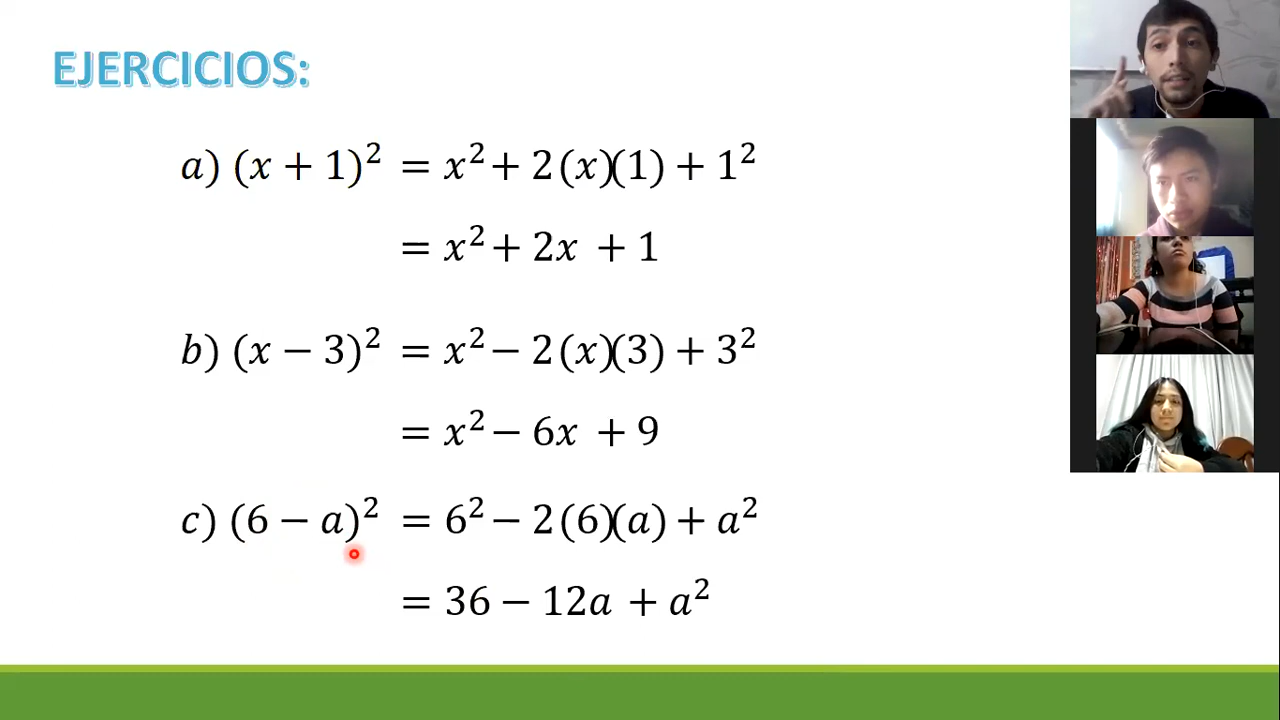 EJERCICIOS:
a) (x + 1)² = x² + 2(x)(1) + 1²
= x² + 2x + 1
b) (x − 3)² = x² − 2(x)(3) + 3²
= x² − 6x + 9
c) (6 − a)² = 6² − 2(6)(a) + a²
= 36 − 12a + a²